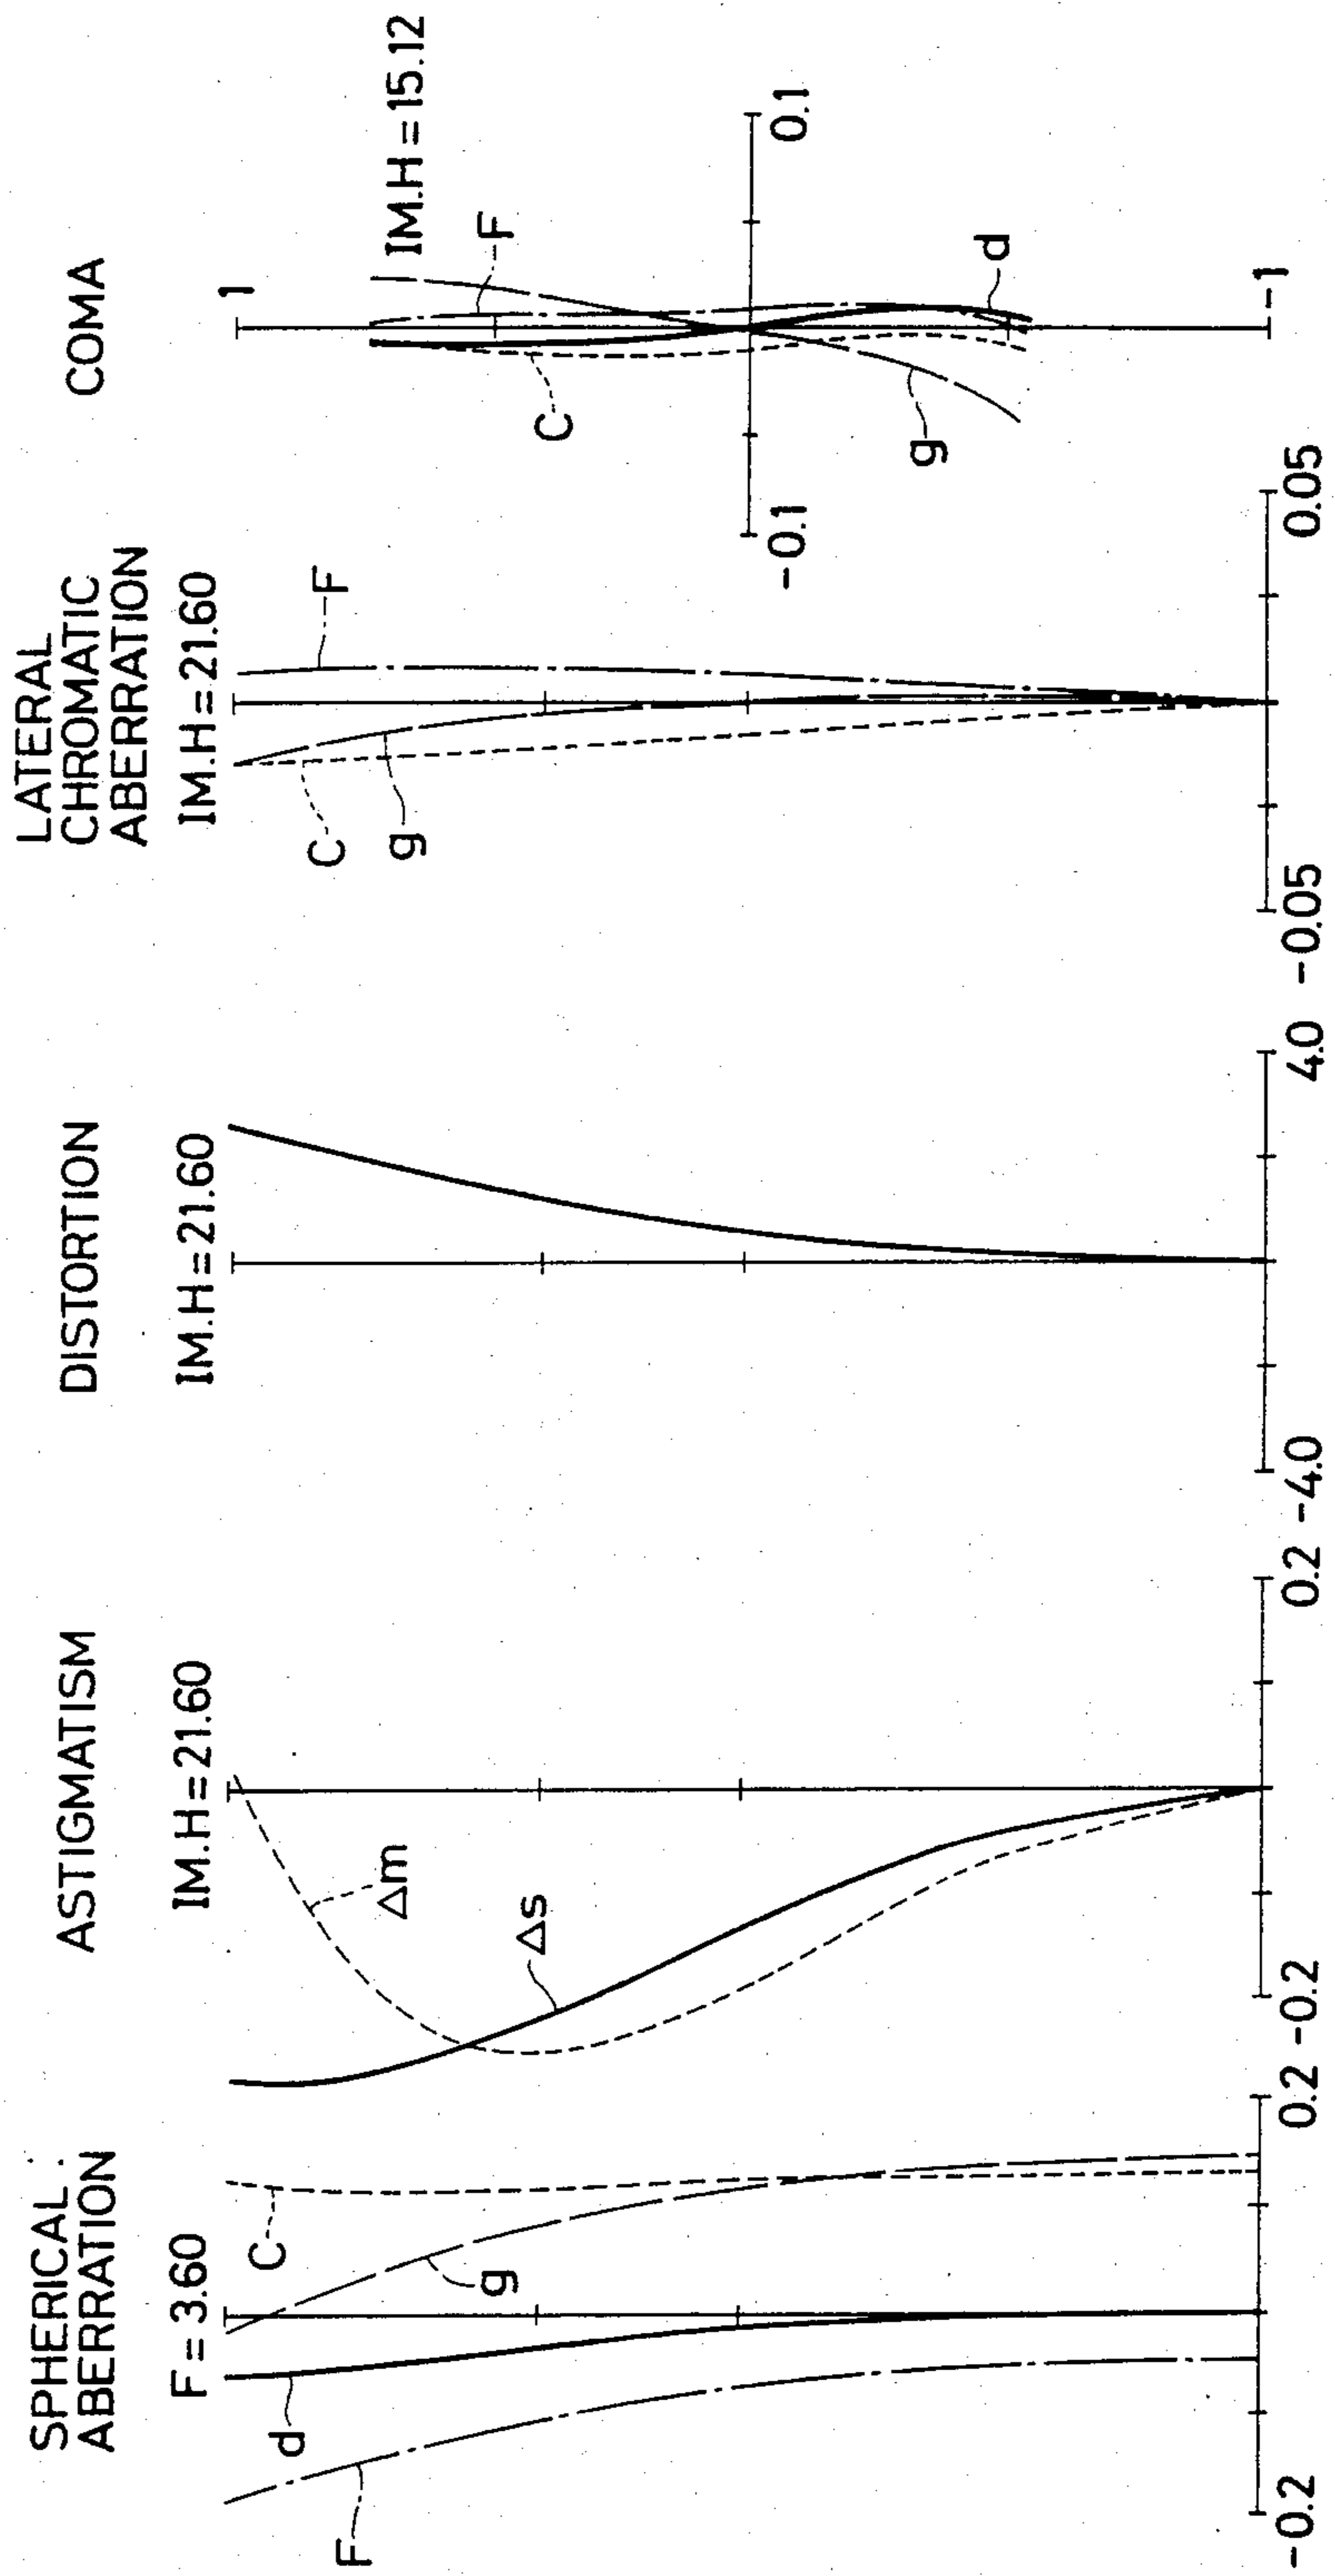 SPHERICAL
ABERRATION
F = 3.60
F
d
g
C
-0.2
0.2
ASTIGMATISM
IM.H = 21.60
Δm
Δs
-0.2
0.2
DISTORTION
IM.H = 21.60
-4.0
4.0
LATERAL
CHROMATIC
ABERRATION
IM.H = 21.60
C
g
F
-0.05
0.05
COMA
1
IM.H = 15.12
F
C
g
d
-0.1
0.1
-1